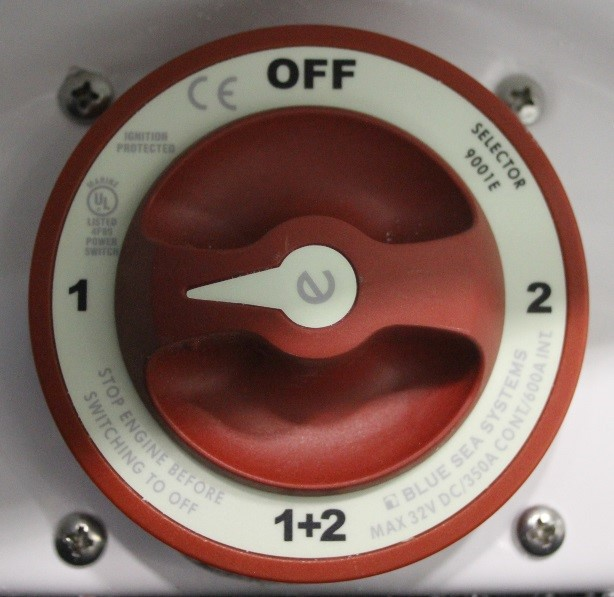 OFF
CE
IGNITION
PROTECTED
MARINE
UL
LISTED
4F05
POWER
SWITCH
SELECTOR
9001E
1
2
e
STOP ENGINE BEFORE
SWITCHING TO OFF
1+2
BLUE SEA SYSTEMS
MAX 32V DC/350A CONT/600A INT